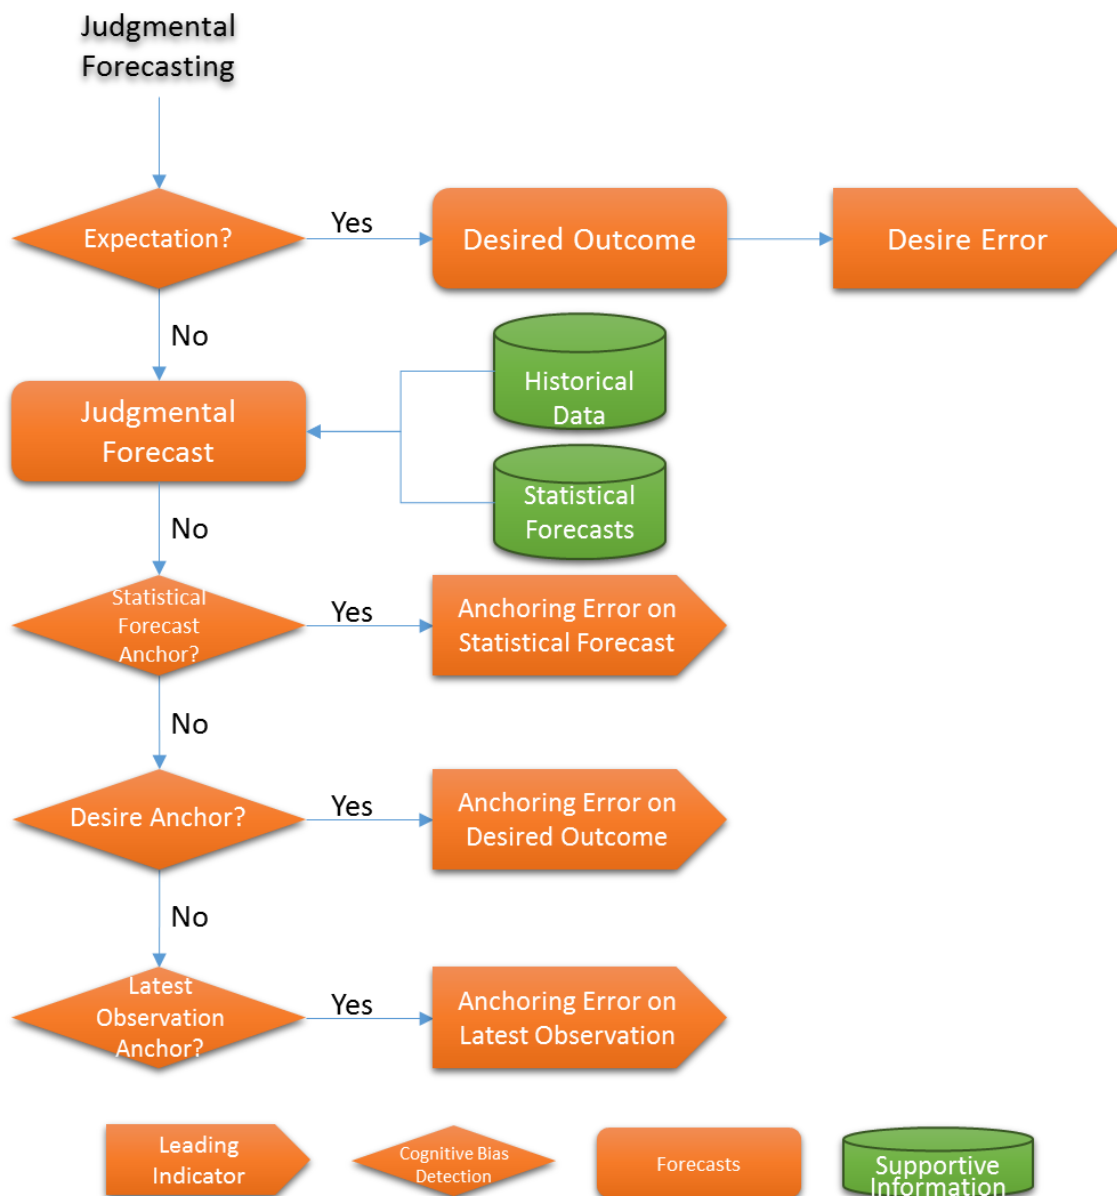 Judgmental
Forecasting
Expectation?
Yes
Desired Outcome
Desire Error
No
Historical
Data
Judgmental
Forecast
Statistical
Forecasts
No
Statistical
Forecast
Anchor?
Yes
Anchoring Error on
Statistical Forecast
No
Desire Anchor?
Yes
Anchoring Error on
Desired Outcome
No
Latest
Observation
Anchor?
Yes
Anchoring Error on
Latest Observation
Leading
Indicator
Cognitive Bias
Detection
Forecasts
Supportive
Information